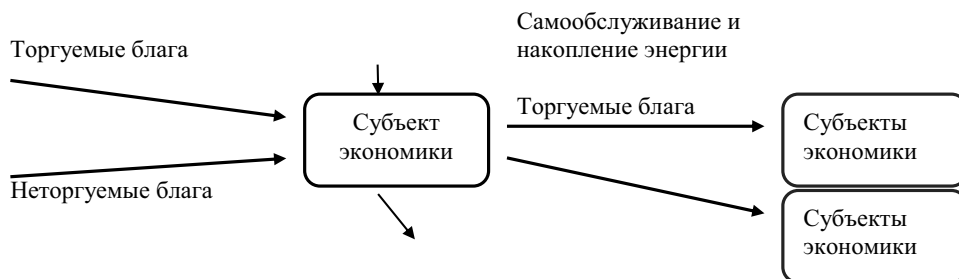 Самообслуживание и
накопление энергии
Торгуемые блага
Торгуемые блага
Субъект
экономики
Субъекты
экономики
Неторгуемые блага
Субъекты
экономики